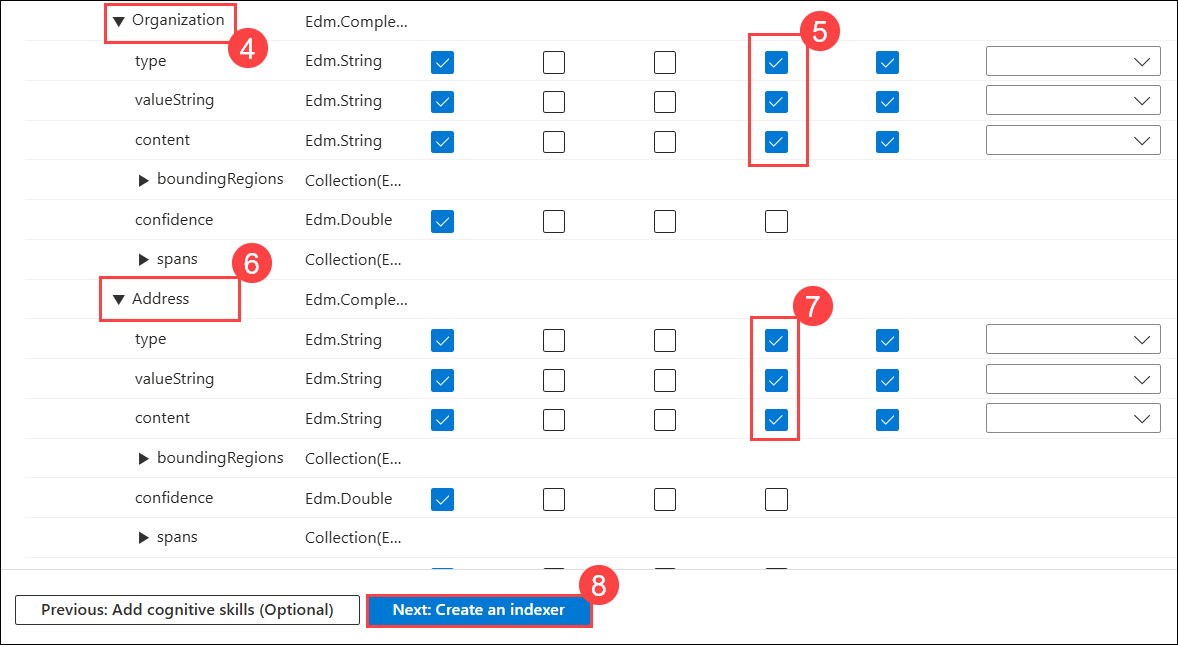 Organization Edm.Comple...
4
5
type Edm.String
valueString Edm.String
content Edm.String
boundingRegions Collection(E...
confidence Edm.Double
spans Collection(E...
6
Address Edm.Comple...
7
type Edm.String
valueString Edm.String
content Edm.String
boundingRegions Collection(E...
confidence Edm.Double
spans Collection(E...
8
Previous: Add cognitive skills (Optional) Next: Create an indexer